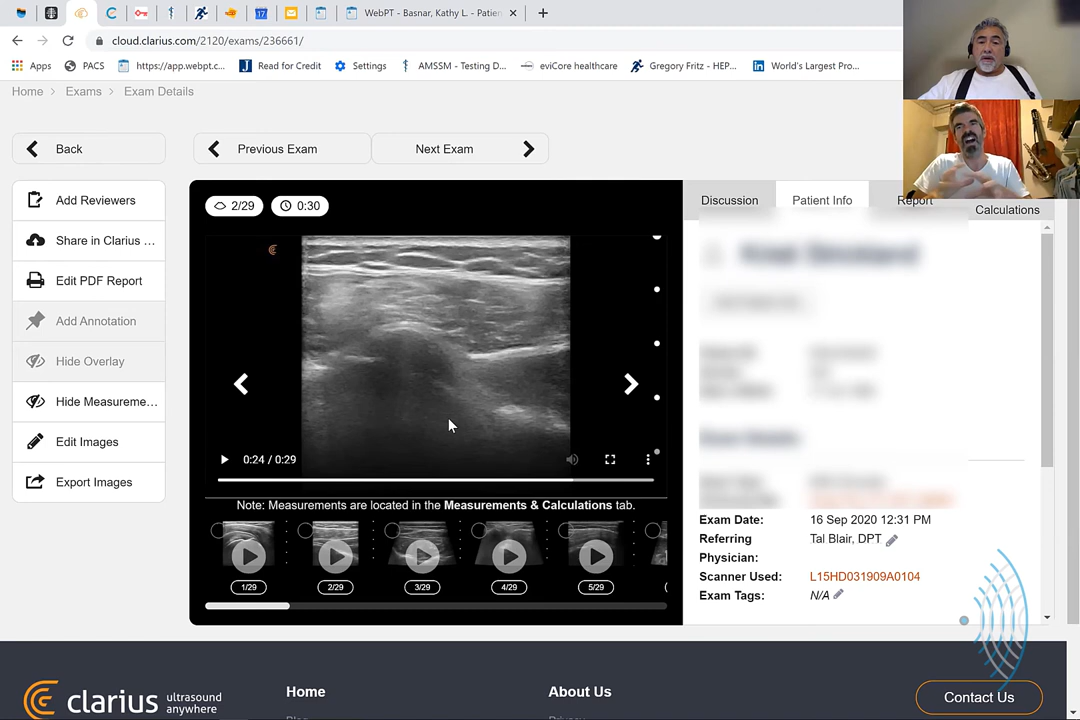 WebPT - Basnar, Kathy L. - Patien
cloud.clarius.com/2120/exams/236661/
Apps PACS https://app.webpt.c... Read for Credit Settings AMSSM - Testing D... eviCore healthcare Gregory Fritz – HEP... World's Largest Pro...
Home > Exams > Exam Details
Back
Previous Exam
Next Exam
Add Reviewers
Share in Clarius ...
Edit PDF Report
Add Annotation
Hide Overlay
Hide Measureme...
Edit Images
Export Images
2/29 0:30
0:24 / 0:29
Note: Measurements are located in the Measurements & Calculations tab.
1/29 2/29 3/29 4/29 5/29
Discussion Patient Info Report
Calculations
Exam Date: 16 Sep 2020 12:31 PM
Referring Tal Blair, DPT
Physician:
Scanner Used: L15HD031909A0104
Exam Tags: N/A
clarius ultrasound
anywhere
Home
About Us
Contact Us